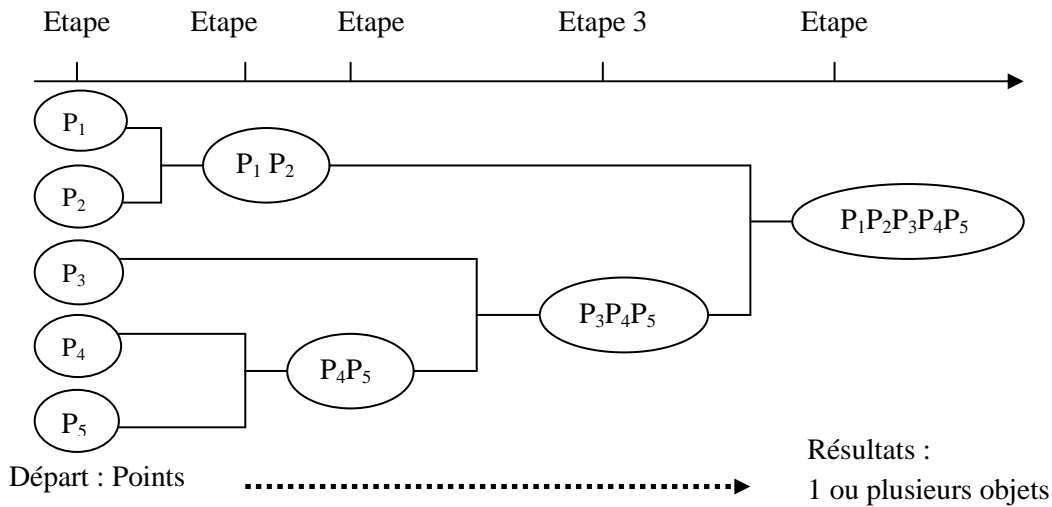 Etape Etape Etape Etape 3 Etape
P₁
P₁ P₂
P₂
P₁P₂P₃P₄P₅
P₃
P₃P₄P₅
P₄
P₄P₅
P₅
Départ : Points
Résultats :
1 ou plusieurs objets